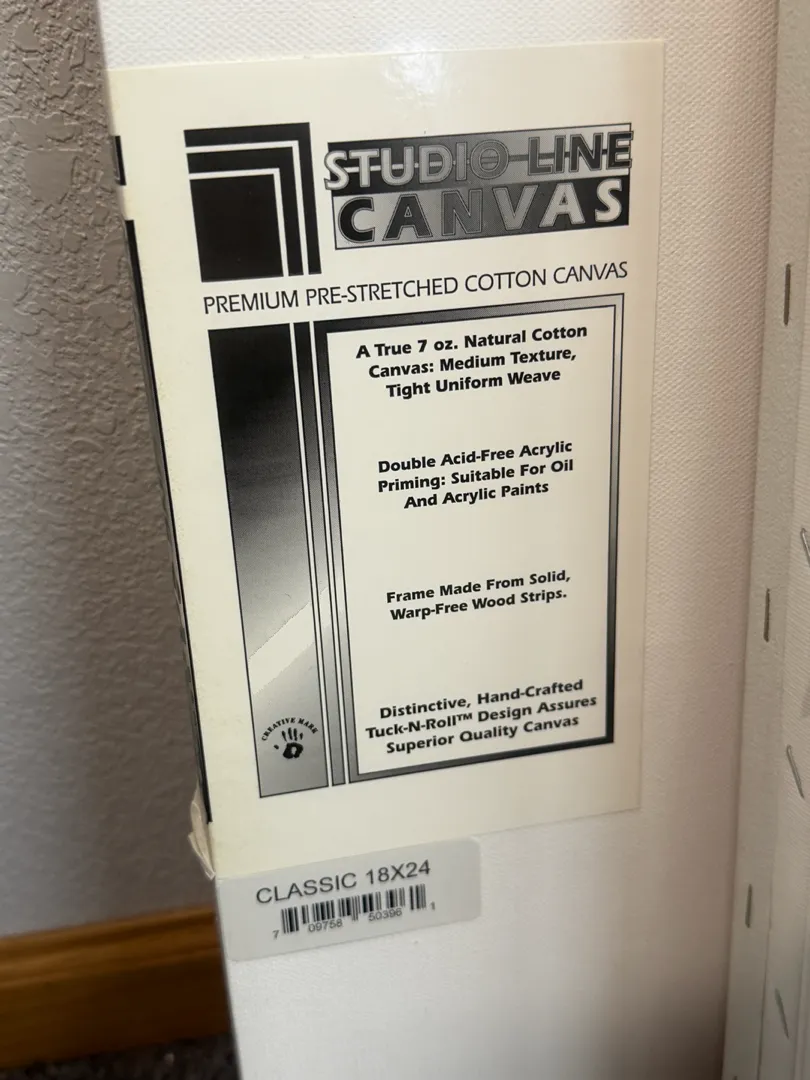 STUDIO LINE
CANVAS
PREMIUM PRE-STRETCHED COTTON CANVAS
A True 7 oz. Natural Cotton
Canvas: Medium Texture,
Tight Uniform Weave
Double Acid-Free Acrylic
Priming: Suitable For Oil
And Acrylic Paints
Frame Made From Solid,
Warp-Free Wood Strips.
Distinctive, Hand-Crafted
Tuck-N-Roll™ Design Assures
Superior Quality Canvas
CREATIVE MARK
CLASSIC 18X24
7 09758 50396 1